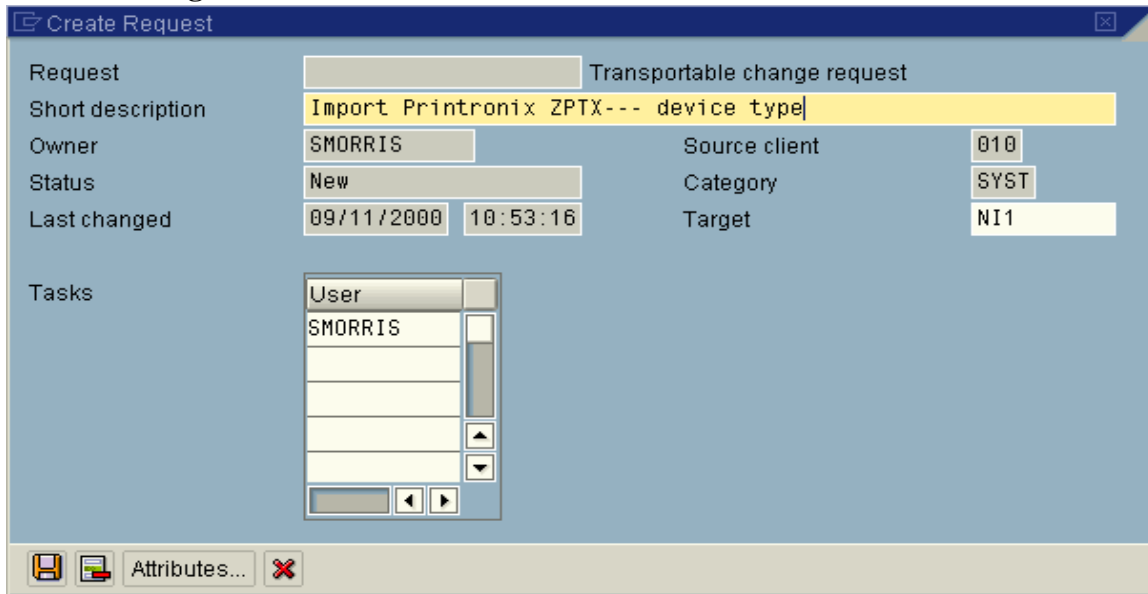 Create Request
Request Transportable change request
Short description Import Printronix ZPTX--- device type
Owner SMORRIS Source client 010
Status New Category SYST
Last changed 09/11/2000 10:53:16 Target NI1
Tasks User
SMORRIS
Attributes...